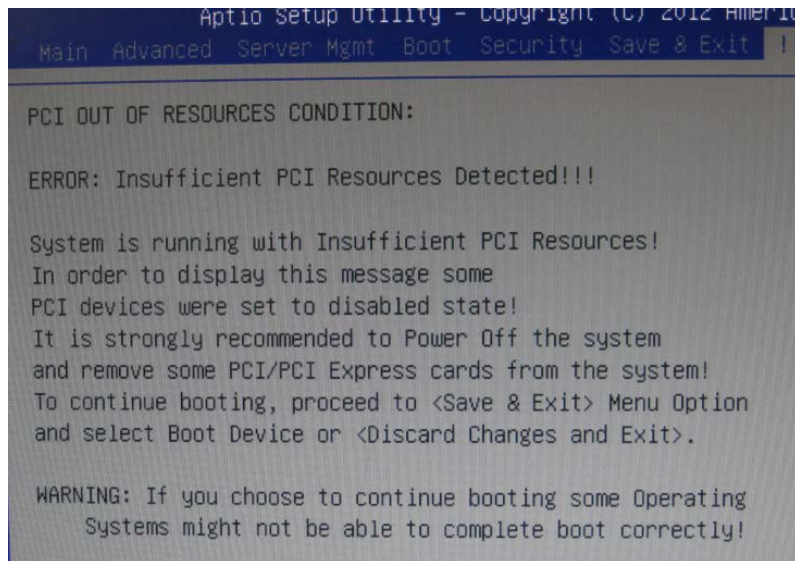 Aptio Setup Utility - Copyright (C) 2012
Main Advanced Server Mgmt Boot Security Save & Exit !
PCI OUT OF RESOURCES CONDITION:
ERROR: Insufficient PCI Resources Detected!!!
System is running with Insufficient PCI Resources!
In order to display this message some
PCI devices were set to disabled state!
It is strongly recommended to Power Off the system
and remove some PCI/PCI Express cards from the system!
To continue booting, proceed to <Save & Exit> Menu Option
and select Boot Device or <Discard Changes and Exit>.
WARNING: If you choose to continue booting some Operating
Systems might not be able to complete boot correctly!